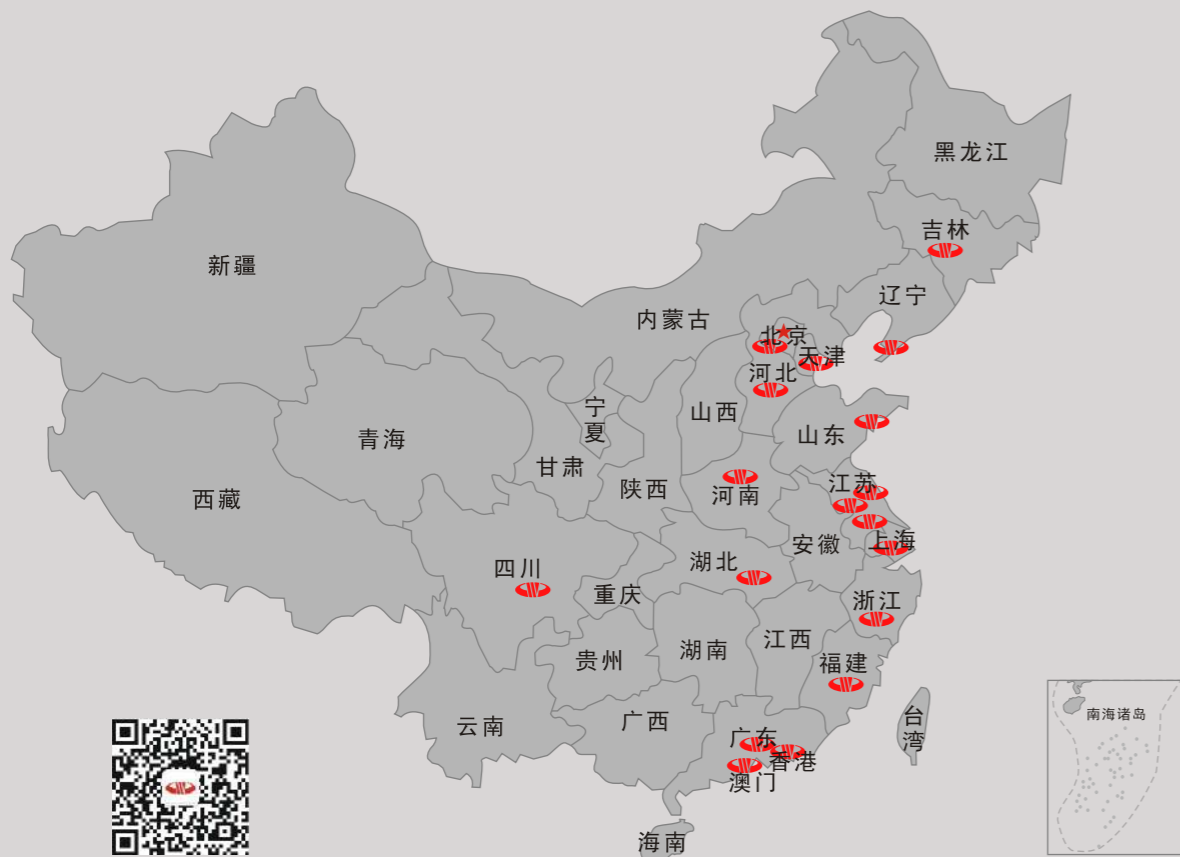 黑龙江
吉林
新疆
辽宁
内蒙古
北京
天津
河北
宁夏
山西
山东
青海
甘肃
陕西
河南
江苏
西藏
上海
安徽
湖北
四川
重庆
浙江
江西
湖南
贵州
福建
广西
云南
台湾
南海诸岛
广东
香港
澳门
海南